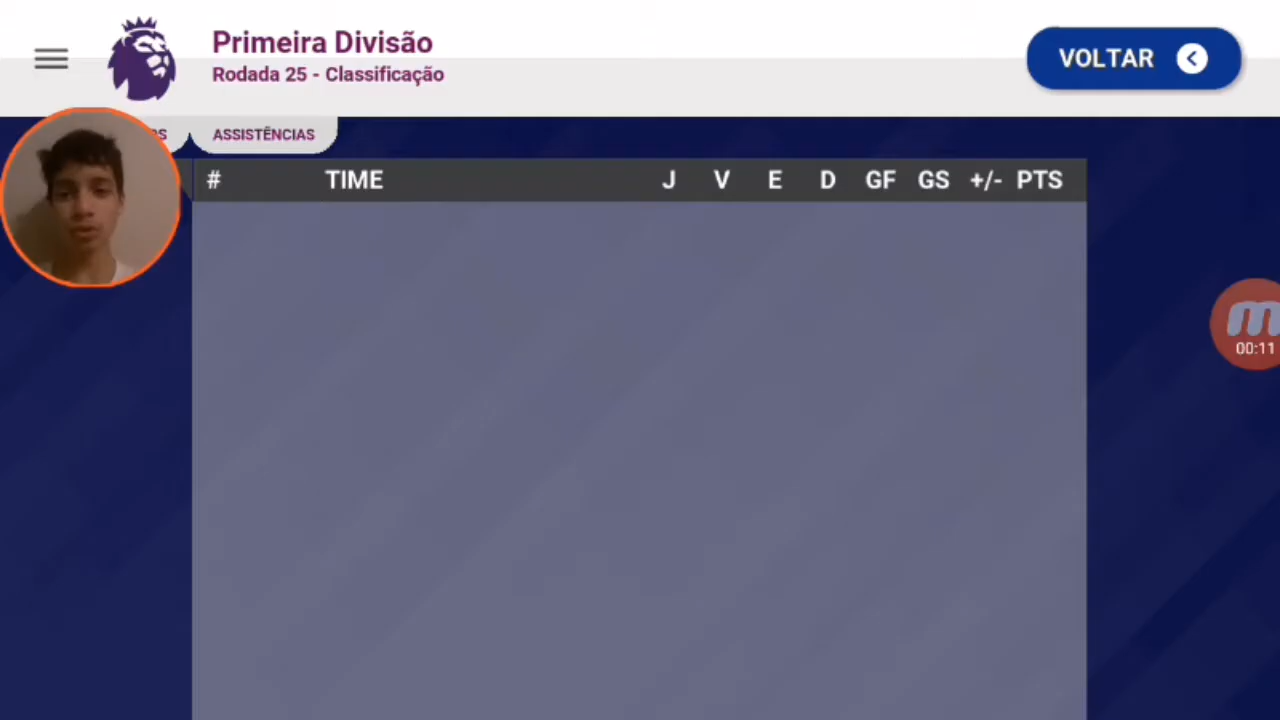 Primeira Divisão
Rodada 25 - Classificação
VOLTAR
ASSISTÊNCIAS
# TIME J V E D GF GS +/- PTS
00:11